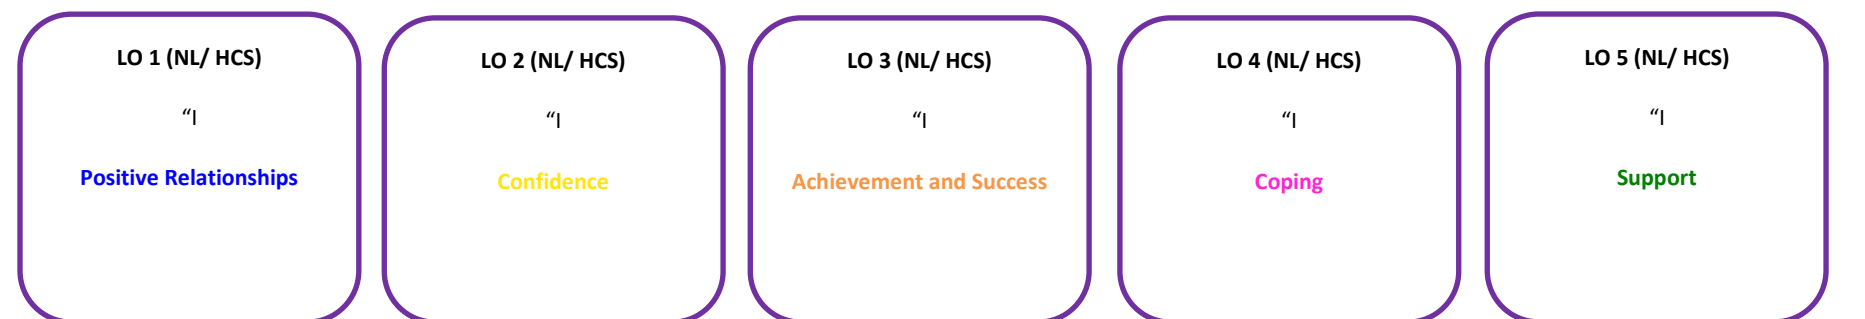 LO 1 (NL/ HCS)
“I
Positive Relationships
LO 2 (NL/ HCS)
“I
Confidence
LO 3 (NL/ HCS)
“I
Achievement and Success
LO 4 (NL/ HCS)
“I
Coping
LO 5 (NL/ HCS)
“I
Support